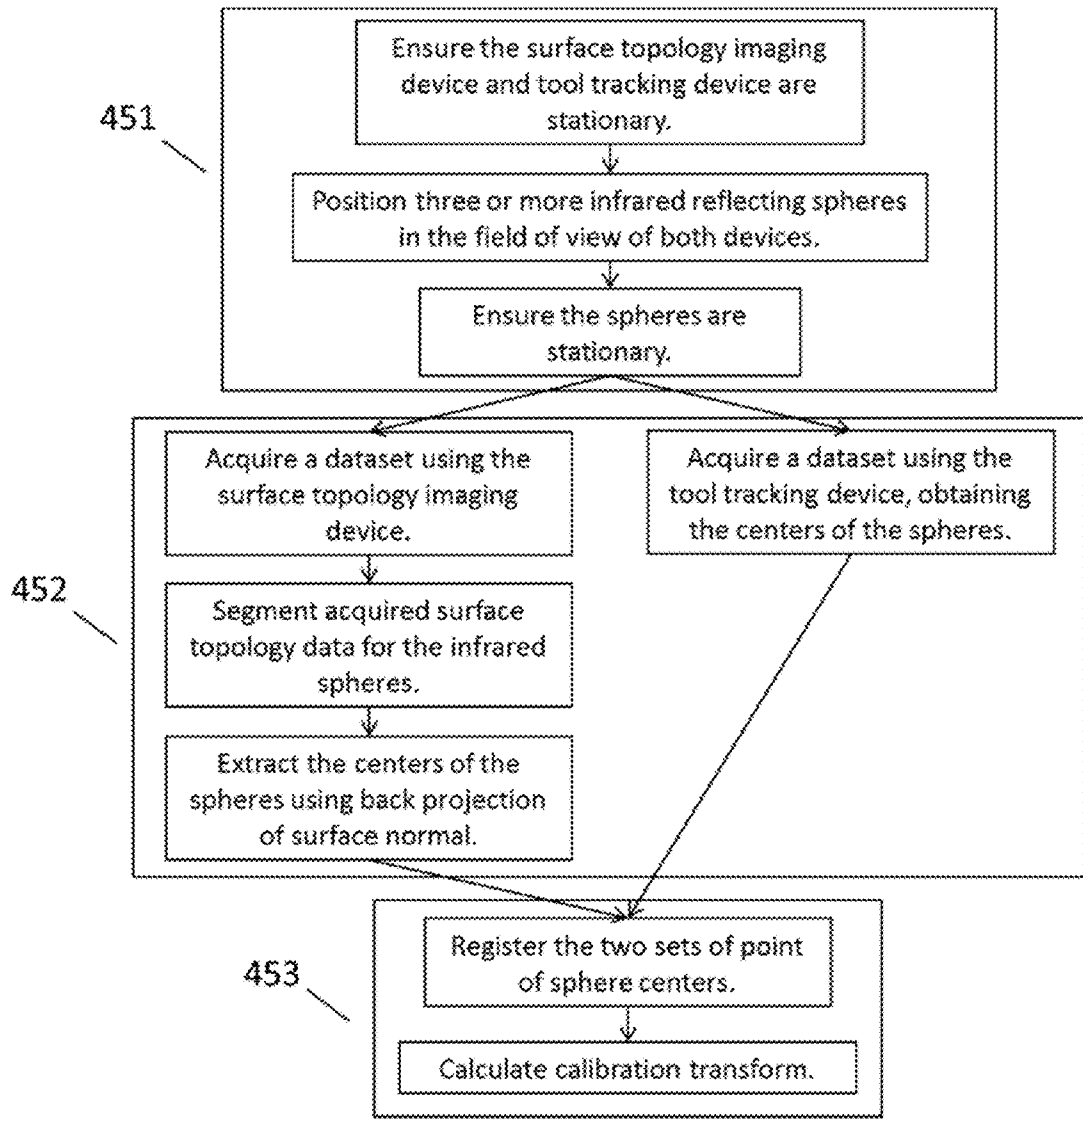 Ensure the surface topology imaging
device and tool tracking device are
stationary.
451
Position three or more infrared reflecting spheres
in the field of view of both devices.
Ensure the spheres are
stationary.
Acquire a dataset using the
surface topology imaging
device.
Acquire a dataset using the
tool tracking device, obtaining
the centers of the spheres.
452
Segment acquired surface
topology data for the infrared
spheres.
Extract the centers of the
spheres using back projection
of surface normal.
453
Register the two sets of point
of sphere centers.
Calculate calibration transform.